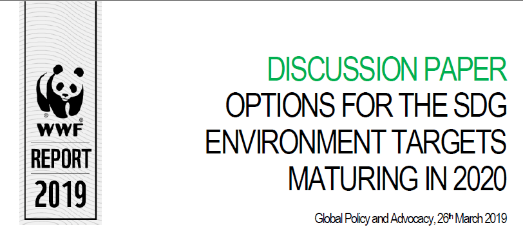 WWF
REPORT
2019
DISCUSSION PAPER
OPTIONS FOR THE SDG
ENVIRONMENT TARGETS
MATURING IN 2020
Global Policy and Advocacy, 26th March 2019